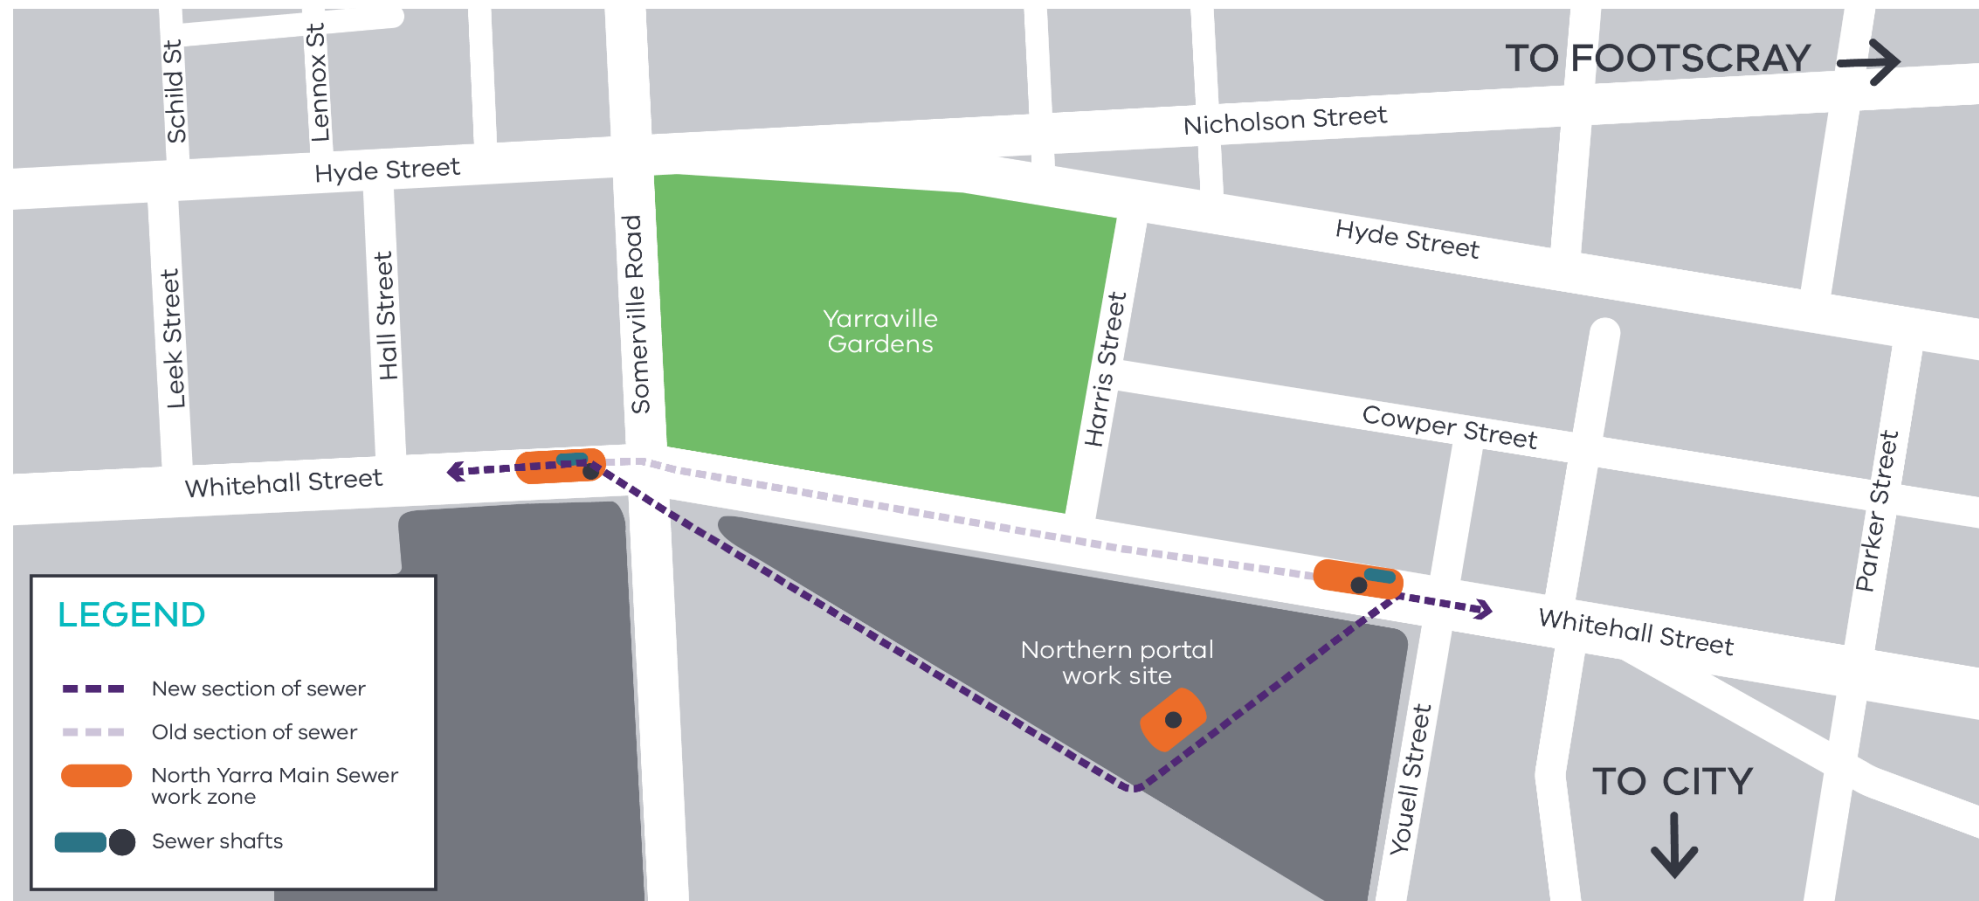 Schild St
Lennox St
TO FOOTSCRAY
Nicholson Street
Hyde Street
Hyde Street
Leek Street
Hall Street
Somerville Road
Yarraville
Gardens
Harris Street
Cowper Street
Parker Street
Whitehall Street
Whitehall Street
Northern portal
work site
Youell Street
TO CITY
LEGEND
New section of sewer
Old section of sewer
North Yarra Main Sewer
work zone
Sewer shafts